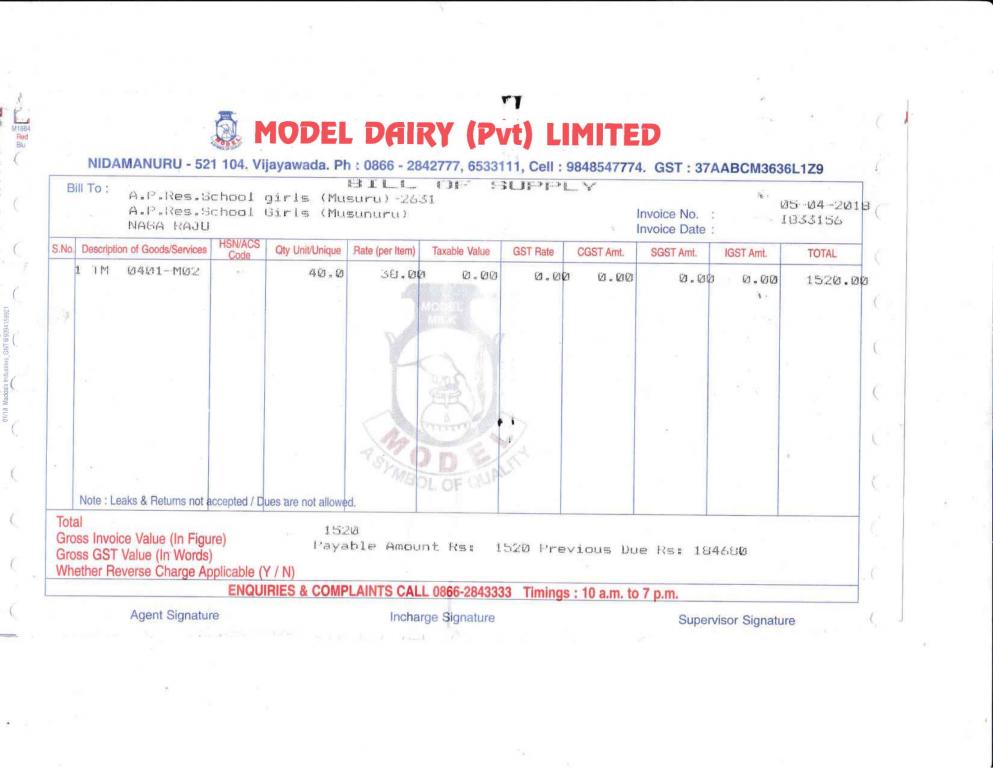 M1884
Red
Blu
MODEL DAIRY (Pvt) LIMITED
NIDAMANURU - 521 104. Vijayawada. Ph : 0866 - 2842777, 6533111, Cell : 9848547774. GST : 37AABCM3636L1Z9
BILL OF SUPPLY
Bill To :
A.P.Res.School girls (Musuru)-2631
A.P.Res.School Girls (Musunuru)
NAGA RAJU
05-04-2018
Invoice No. : 1833156
Invoice Date :
S.No. Description of Goods/Services HSN/ACS Code Qty Unit/Unique Rate (per Item) Taxable Value GST Rate CGST Amt. SGST Amt. IGST Amt. TOTAL
1 TM 0401-M02 40.0 38.00 0.00 0.00 0.00 0.00 0.00 1520.00
MODEL
MILK
MODEL
A SYMBOL OF QUALITY
Note : Leaks & Returns not accepted / Dues are not allowed.
Total
1520
Gross Invoice Value (In Figure)
Payable Amount Rs: 1520 Previous Due Rs: 184680
Gross GST Value (In Words)
Whether Reverse Charge Applicable (Y / N)
ENQUIRIES & COMPLAINTS CALL 0866-2843333 Timings : 10 a.m. to 7 p.m.
Agent Signature Incharge Signature Supervisor Signature